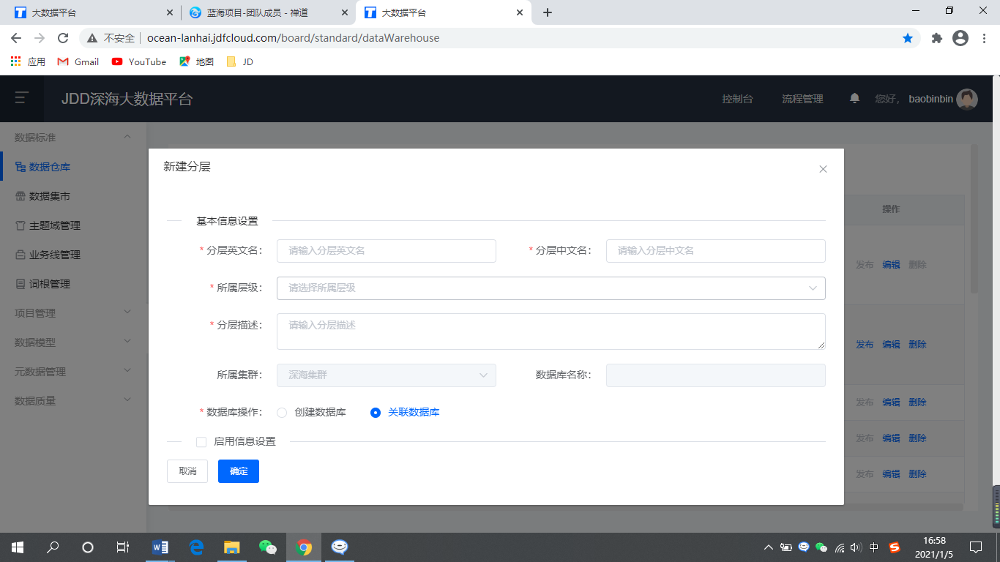 大数据平台
蓝海项目-团队成员 - 禅道
大数据平台
不安全
ocean-lanhai.jdfcloud.com/board/standard/dataWarehouse
应用
Gmail
YouTube
地图
JD
JDD深海大数据平台
控制台
流程管理
您好，
baobinbin
数据标准
数据仓库
数据集市
主题域管理
业务线管理
词根管理
项目管理
数据模型
元数据管理
数据质量
新建分层
基本信息设置
* 分层英文名：
请输入分层英文名
* 分层中文名：
请输入分层中文名
* 所属层级：
请选择所属层级
* 分层描述：
请输入分层描述
所属集群：
深海集群
数据库名称：
* 数据库操作：
创建数据库
关联数据库
启用信息设置
取消
确定
操作
发布 编辑 删除
发布 编辑 删除
发布 编辑 删除
发布 编辑 删除
发布 编辑 删除
中
16:58
2021/1/5